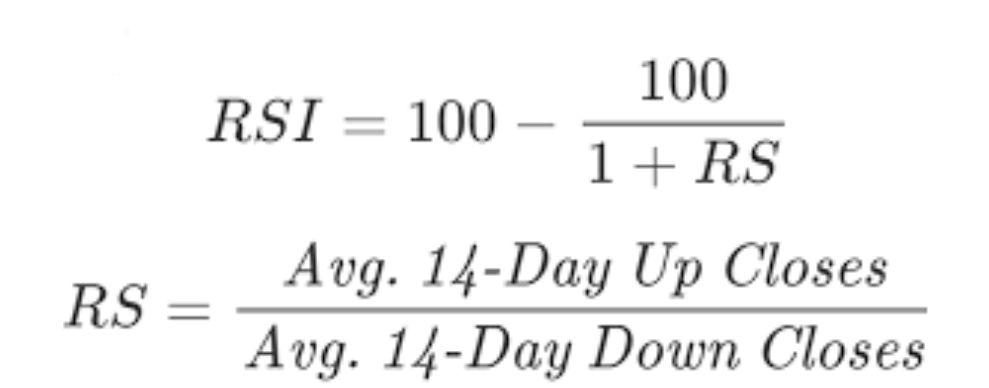 RSI = 100 − 100 / 1 + RS
RS = Avg. 14-Day Up Closes / Avg. 14-Day Down Closes